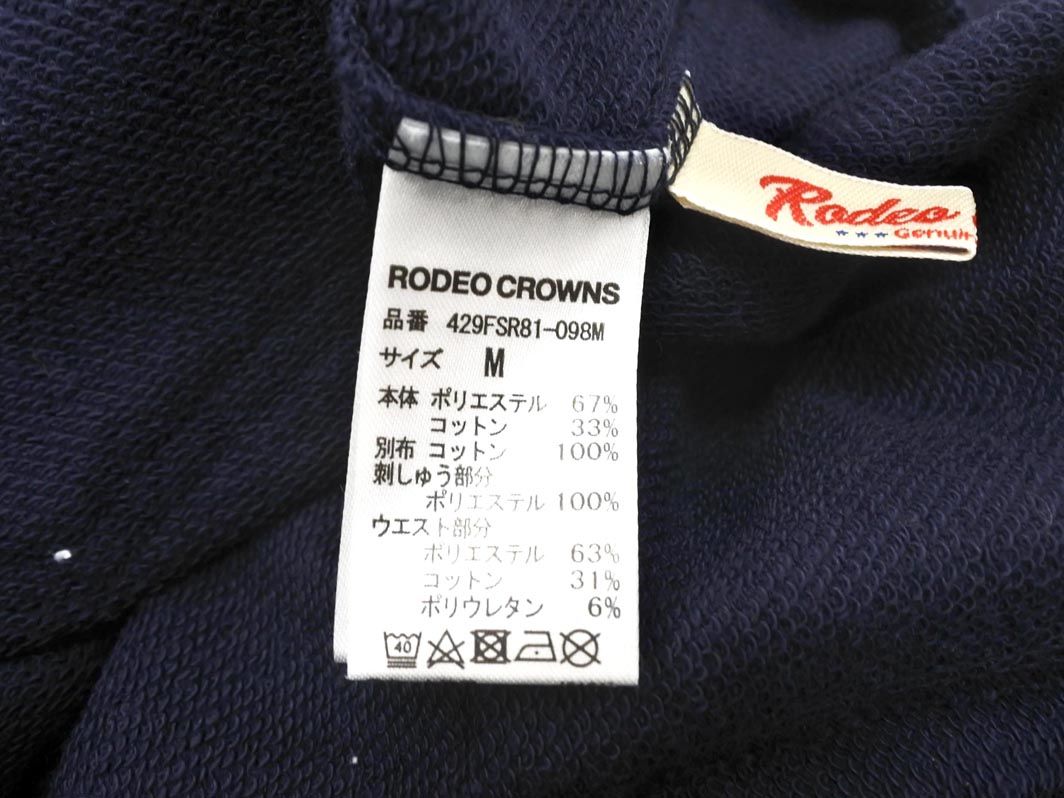 RODEO CROWNS
品番 429FSR81-098M
サイズ M
本体 ポリエステル 67%
コットン 33%
別布 コットン 100%
刺しゅう部分
ポリエステル 100%
ウエスト部分
ポリエステル 63%
コットン 31%
ポリウレタン 6%
40
Rodeo